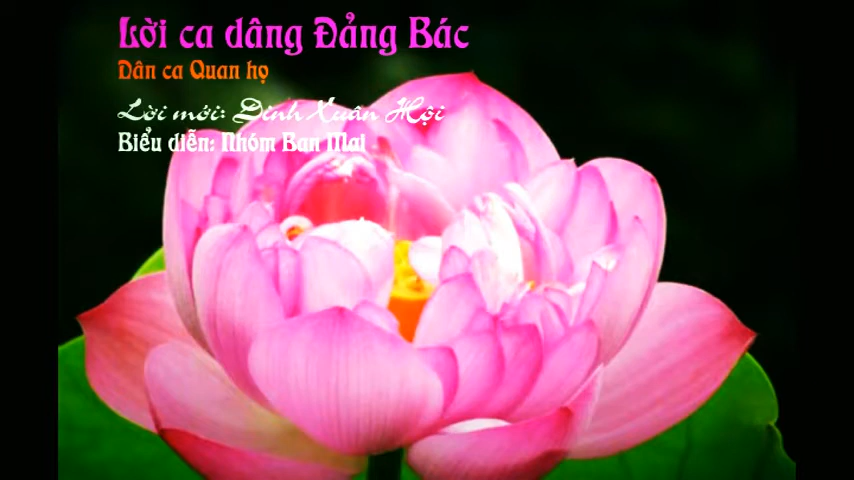 Lời ca dâng Đảng Bác
Dân ca Quan họ
Lời mới: Đinh Xuân Hội
Biểu diễn: Nhóm Ban Mai